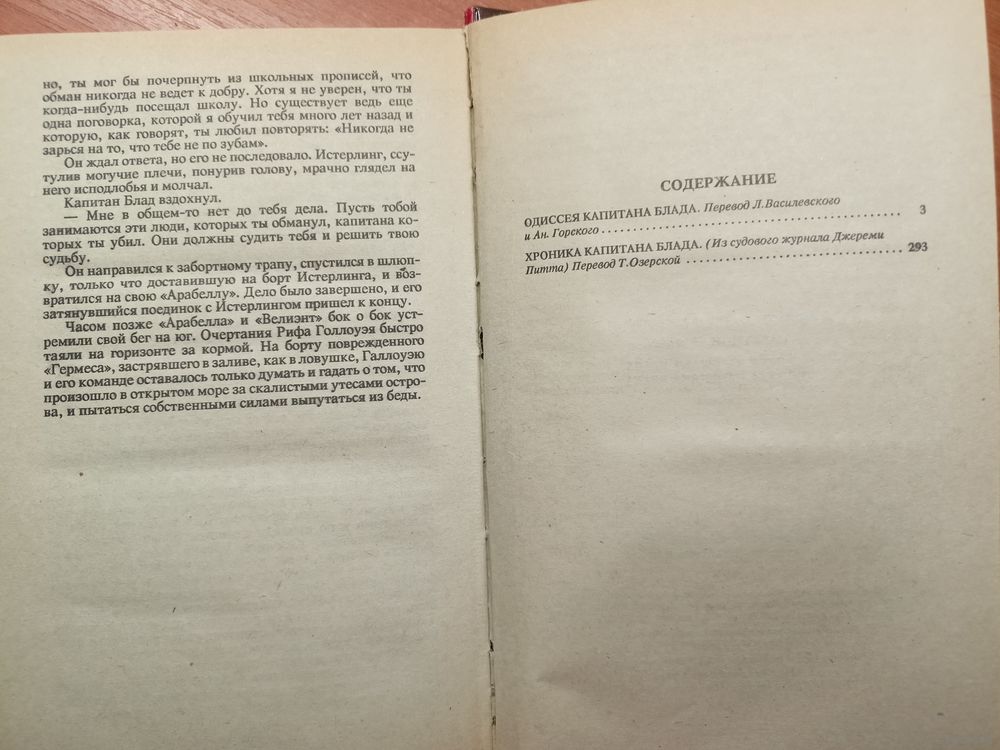 но, ты мог бы почерпнуть из школьных прописей, что
обман никогда не ведет к добру. Хотя я не уверен, что ты
когда-нибудь посещал школу. Но существует ведь еще
одна поговорка, которой я обучил тебя много лет назад и
которую, как говорят, ты любил повторять: «Никогда не
зарься на то, что тебе не по зубам».
Он ждал ответа, но его не последовало. Истерлинг, ссу-
тулив могучие плечи, понурив голову, мрачно глядел на
него исподлобья и молчал.
Капитан Блад вздохнул.
— Мне в общем-то нет до тебя дела. Пусть тобой
занимаются эти люди, которых ты обманул, капитана ко-
торых ты убил. Они должны судить тебя и решить твою
судьбу.
Он направился к забортному трапу, спустился в шлюп-
ку, только что доставившую на борт Истерлинга, и воз-
вратился на свою «Арабеллу». Дело было завершено, и его
затянувшийся поединок с Истерлингом пришел к концу.
Часом позже «Арабелла» и «Велиэнт» бок о бок уст-
ремили свой бег на юг. Очертания Рифа Голлоуэя быстро
таяли на горизонте за кормой. На борту поврежденного
«Гермеса», застрявшего в заливе, как в ловушке, Галлоуэю
и его команде оставалось только думать и гадать о том, что
произошло в открытом море за скалистыми утесами остро-
ва, и пытаться собственными силами выпутаться из беды.
СОДЕРЖАНИЕ
ОДИССЕЯ КАПИТАНА БЛАДА. Перевод Л.Василевского
и Ан. Горского . . . . . . . . . . . . . . . . . . . . . . . . . . . . . . . . . . . . 3
ХРОНИКА КАПИТАНА БЛАДА. (Из судового журнала Джереми
Питта) Перевод Т.Озерской . . . . . . . . . . . . . . . . . . . . . . . . . . 293